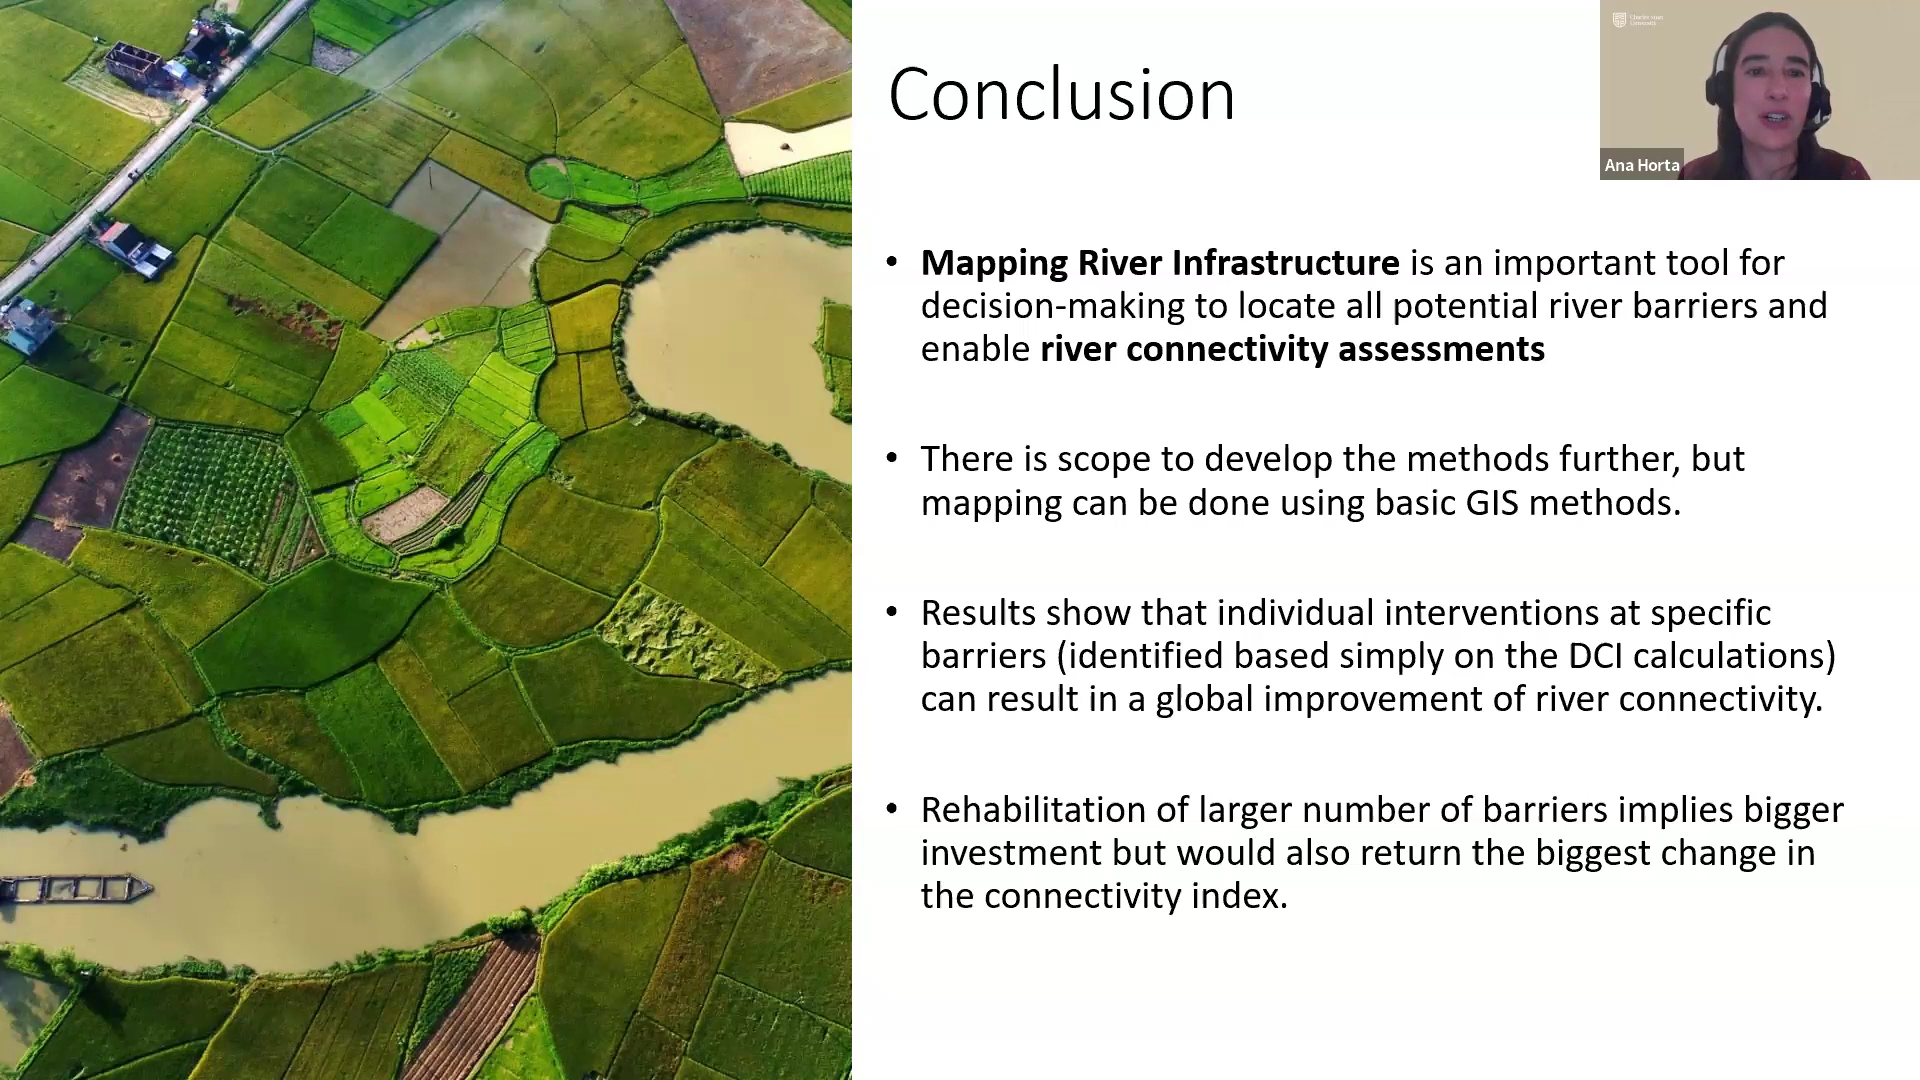 Conclusion
Charles Sturt
University
Ana Horta
• Mapping River Infrastructure is an important tool for
decision-making to locate all potential river barriers and
enable river connectivity assessments
• There is scope to develop the methods further, but
mapping can be done using basic GIS methods.
• Results show that individual interventions at specific
barriers (identified based simply on the DCI calculations)
can result in a global improvement of river connectivity.
• Rehabilitation of larger number of barriers implies bigger
investment but would also return the biggest change in
the connectivity index.